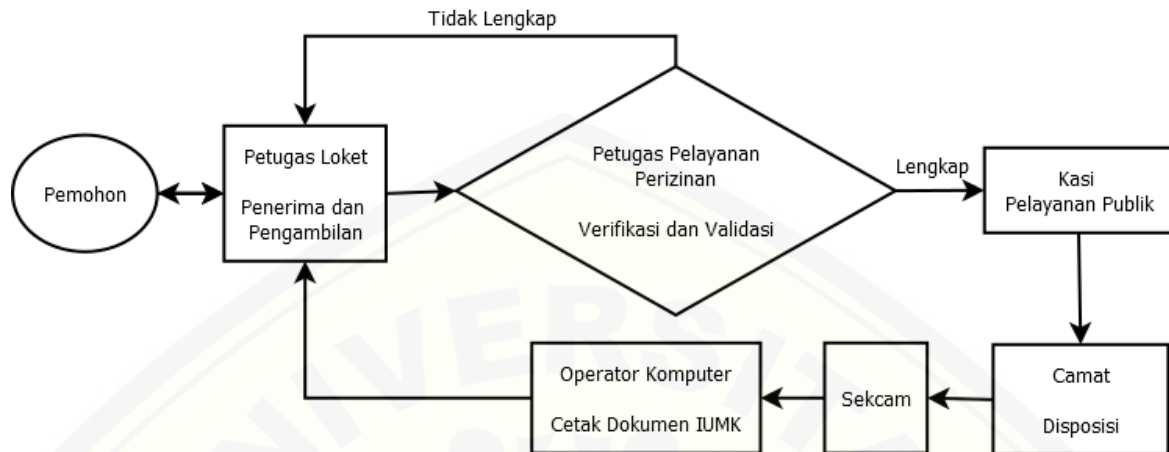 Tidak Lengkap
Pemohon
Petugas Loket
Penerima dan
Pengambilan
Petugas Pelayanan
Perizinan
Verifikasi dan Validasi
Lengkap
Kasi
Pelayanan Publik
Camat
Disposisi
Sekcam
Operator Komputer
Cetak Dokumen IUMK
UNIVERSITA